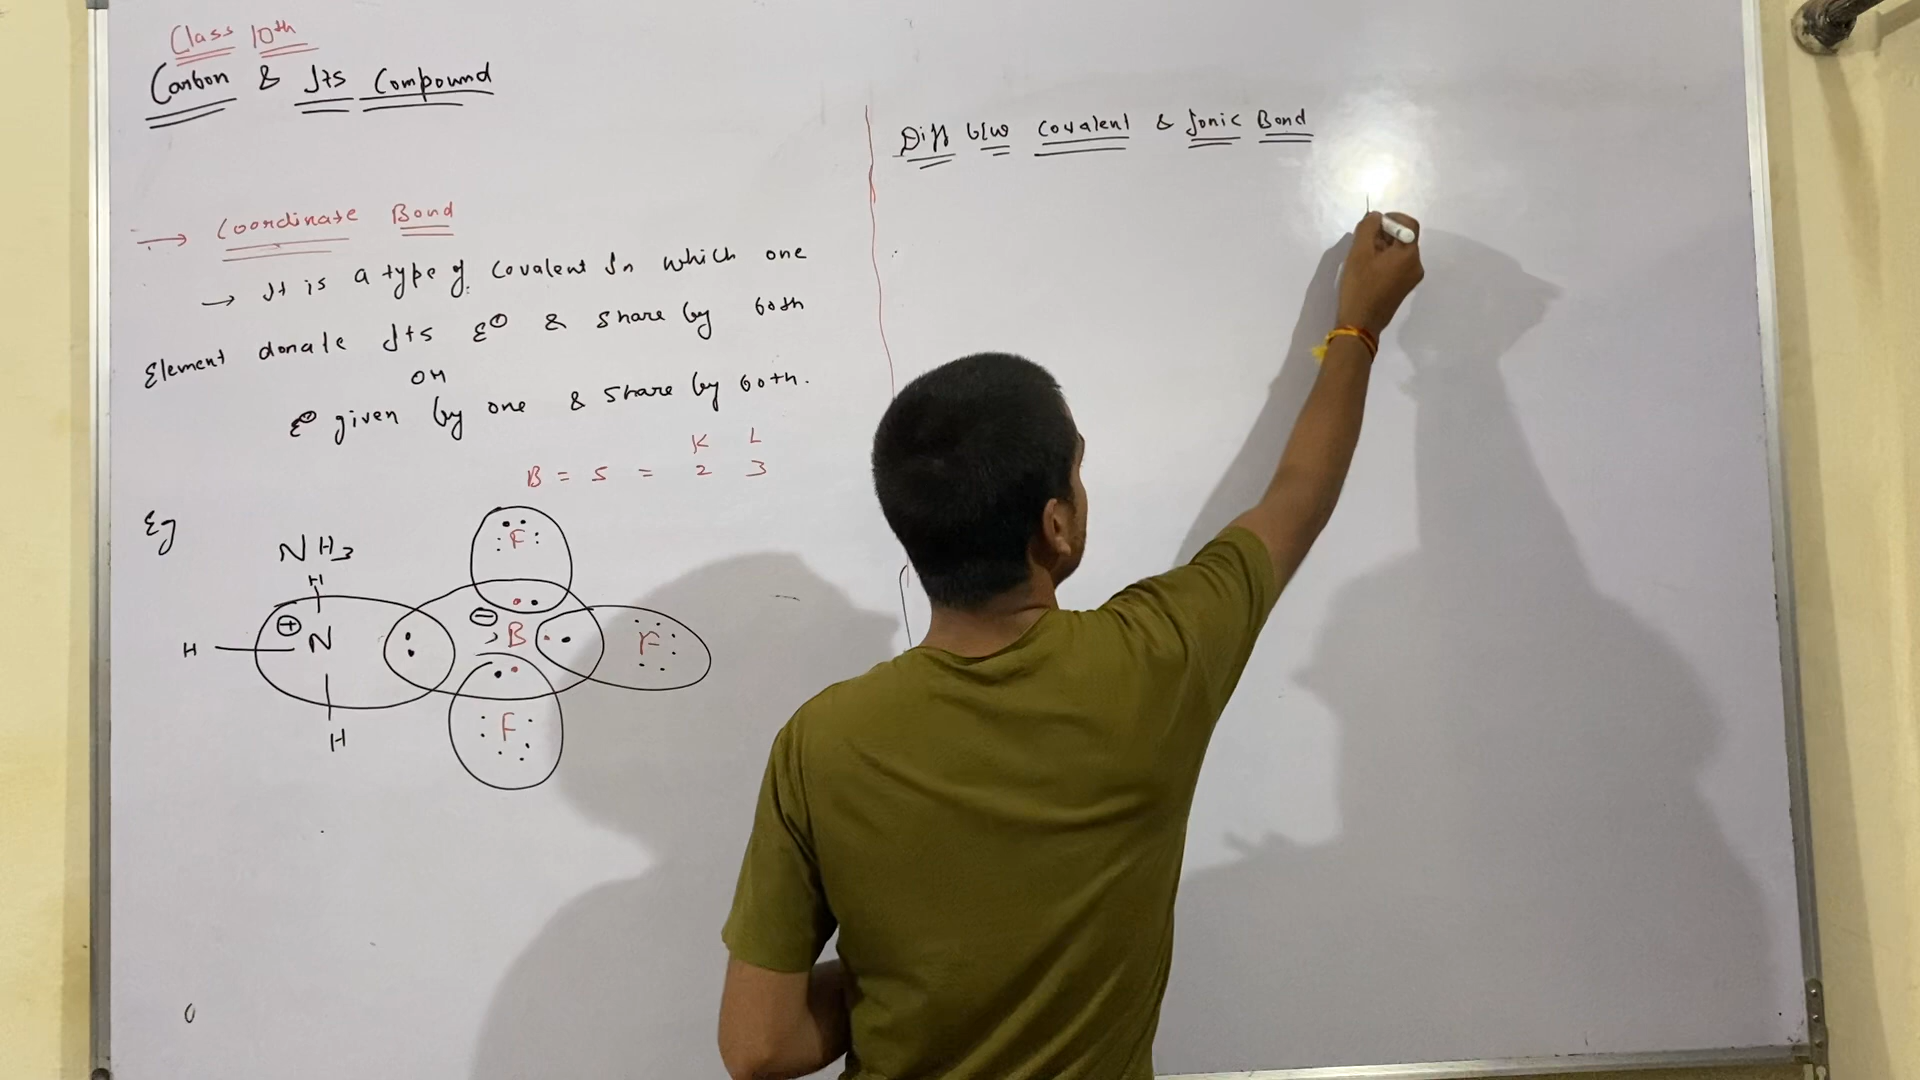 Class 10th
Carbon & Its Compound
→ Coordinate Bond
→ It is a type of covalent In which one
Element donate Its e⊖ & share by both
OR
e⊖ given by one & share by both.
K L
B = 5 = 2 3
Eg
NH3
H
H N B F F F
H
Diff b/w Covalent & Ionic Bond